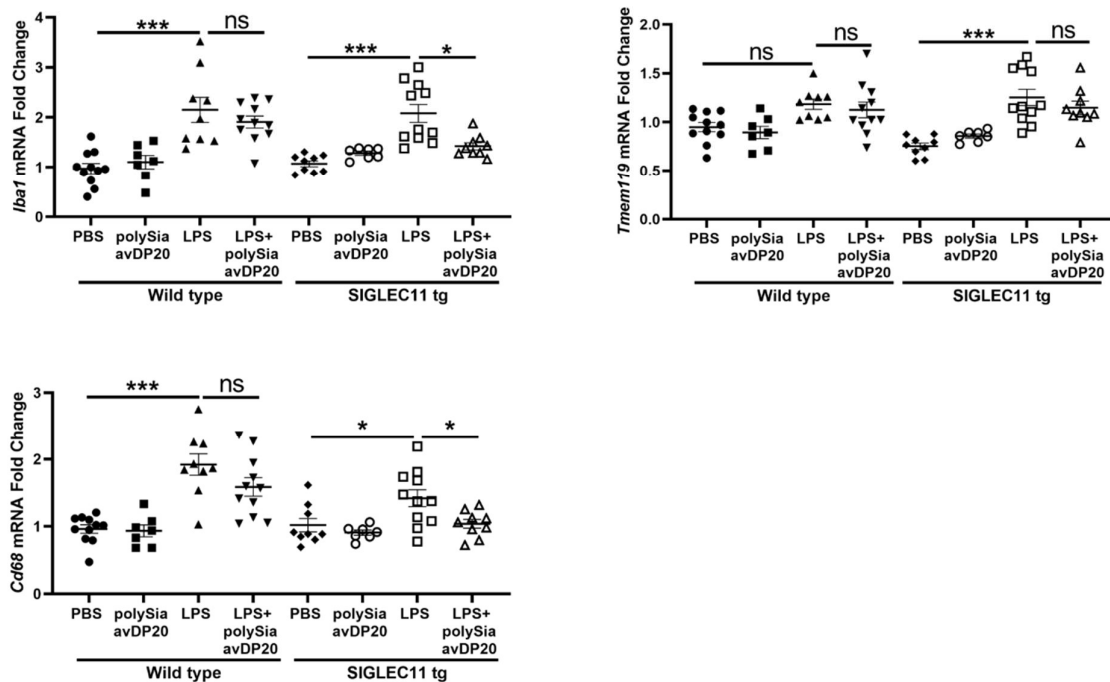 Iba1 mRNA Fold Change
4
3
2
1
0
***
ns
***
*
PBS polySia LPS LPS+ PBS polySia LPS LPS+
avDP20 polySia avDP20 polySia
avDP20 avDP20
Wild type SIGLEC11 tg
Tmem119 mRNA Fold Change
2.0
1.5
1.0
0.5
0.0
ns
ns
***
ns
PBS polySia LPS LPS+ PBS polySia LPS LPS+
avDP20 polySia avDP20 polySia
avDP20 avDP20
Wild type SIGLEC11 tg
Cd68 mRNA Fold Change
3
2
1
0
***
ns
*
*
PBS polySia LPS LPS+ PBS polySia LPS LPS+
avDP20 polySia avDP20 polySia
avDP20 avDP20
Wild type SIGLEC11 tg